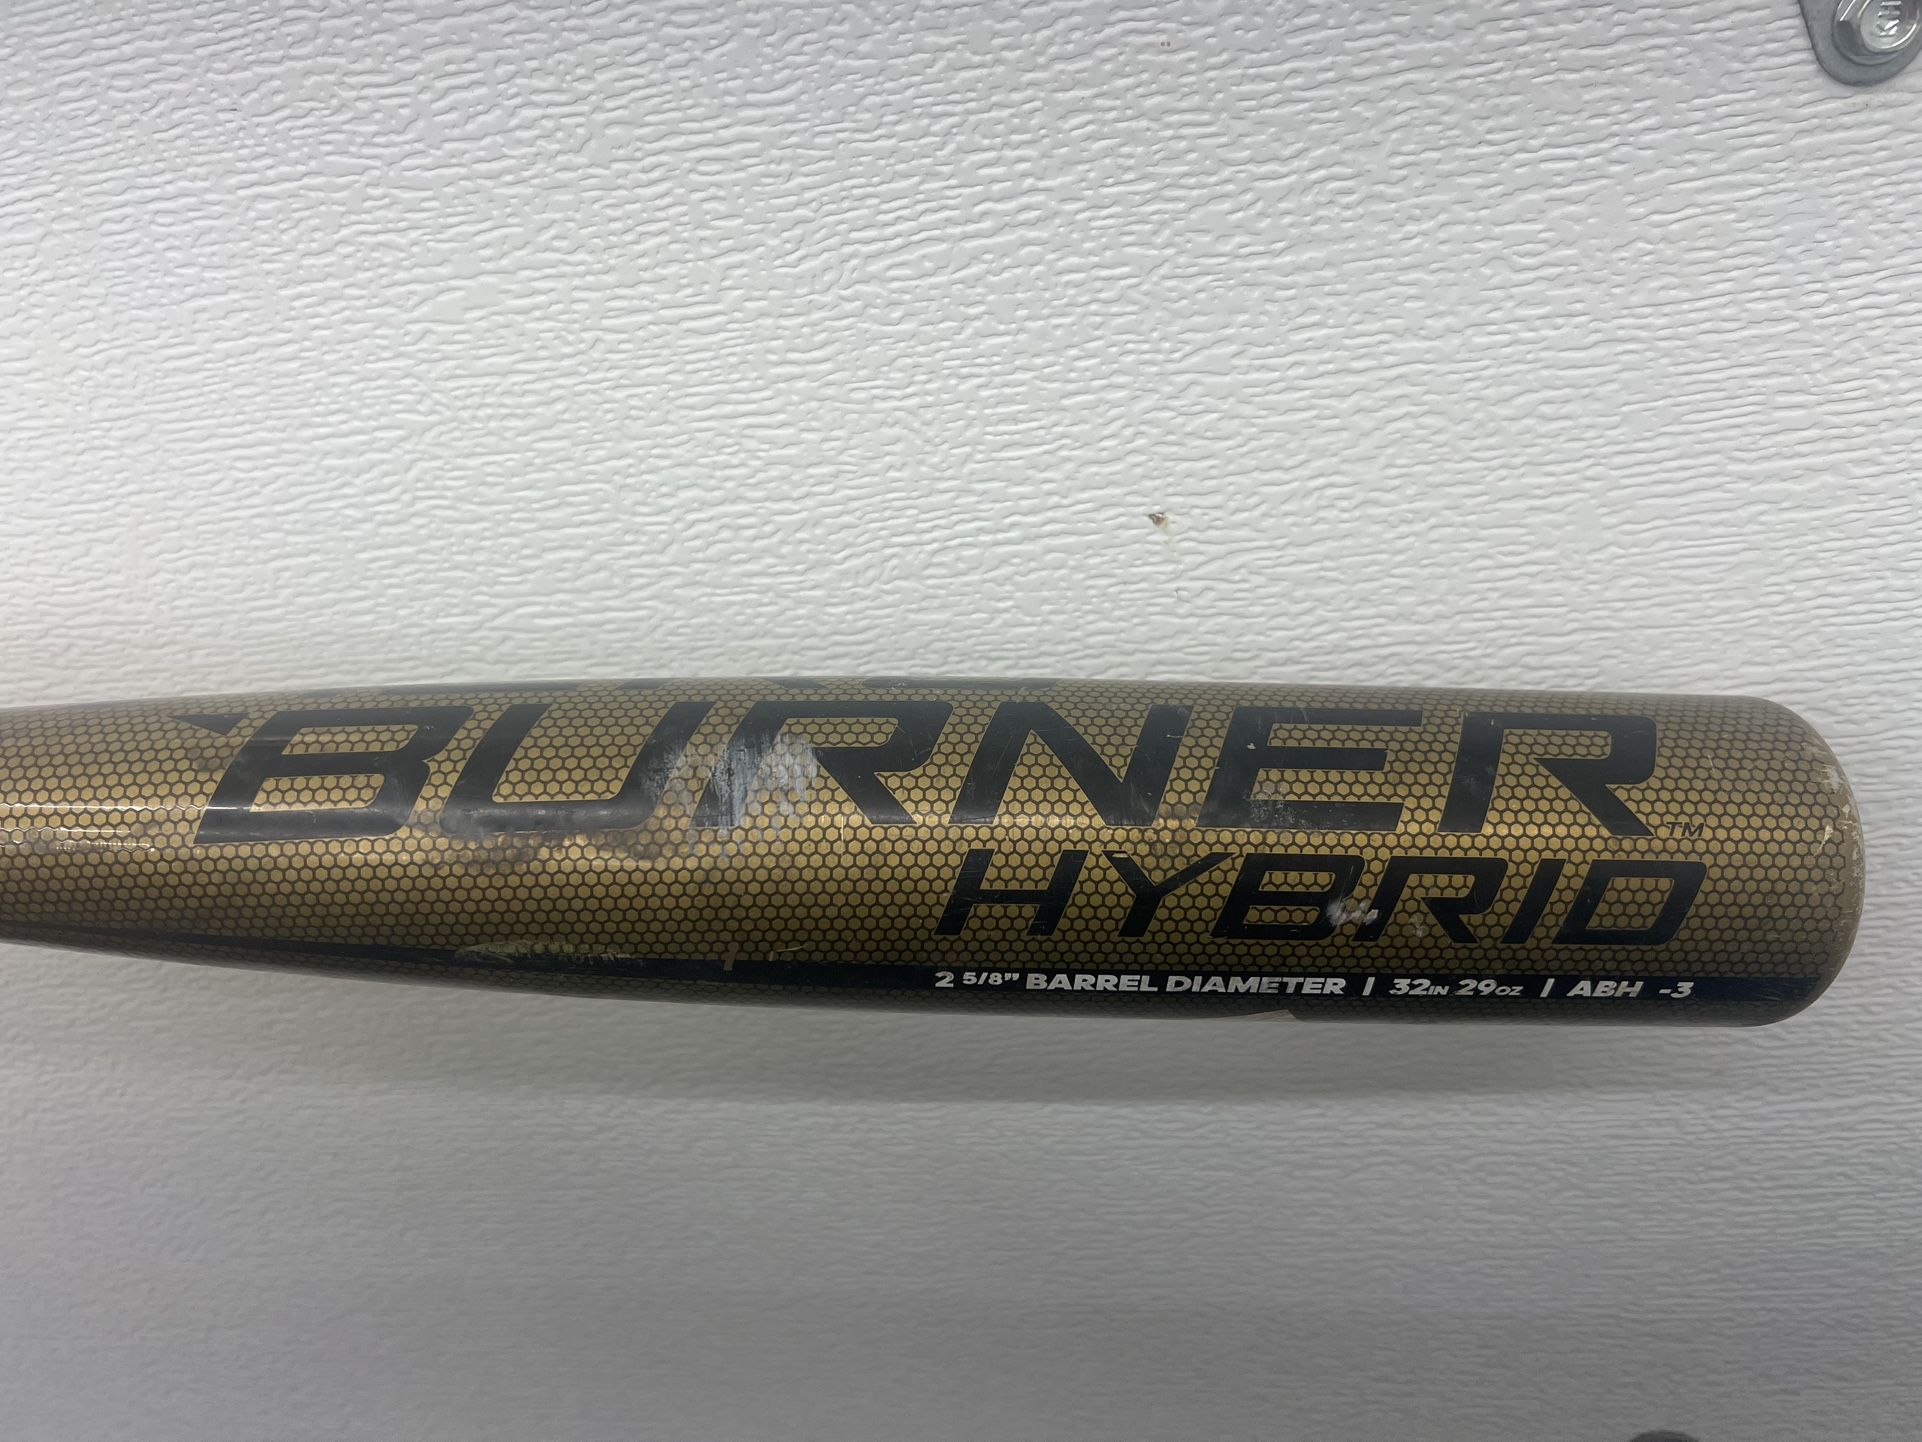 BURNER™
HYBRID
2 5/8" BARREL DIAMETER | 32IN 29OZ | ABH -3